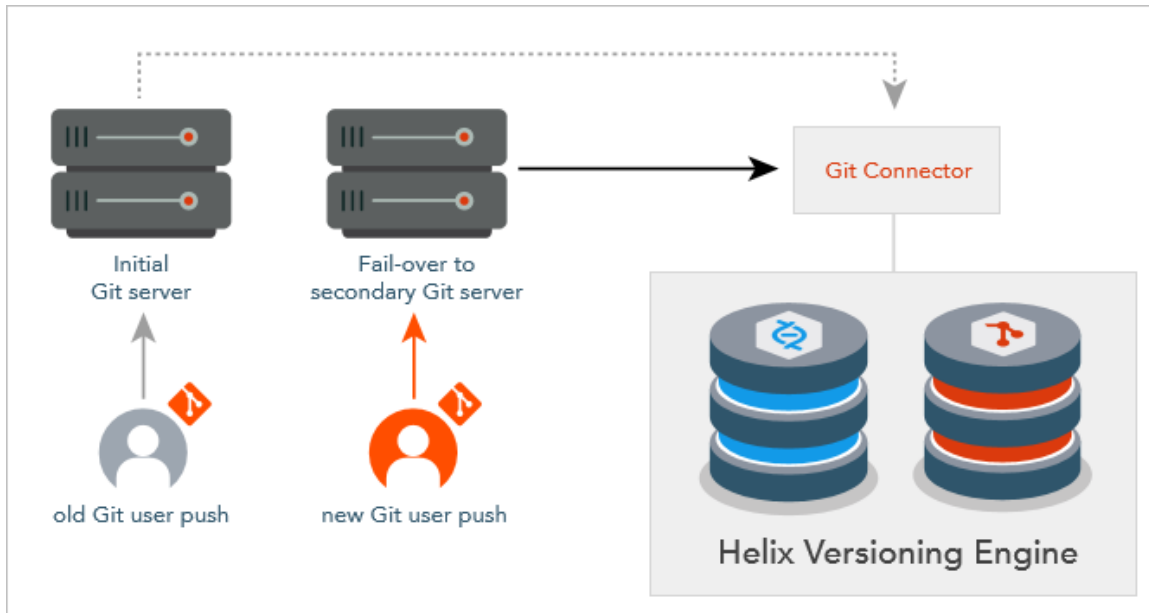 Git Connector
Initial
Git server
Fail-over to
secondary Git server
old Git user push
new Git user push
Helix Versioning Engine